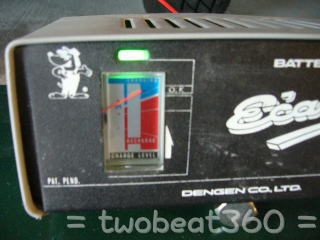 BATTE
O.K
CHARGE LEVEL
PAT. PEND.
DENGEN CO., LTD.
= twobeat360 =